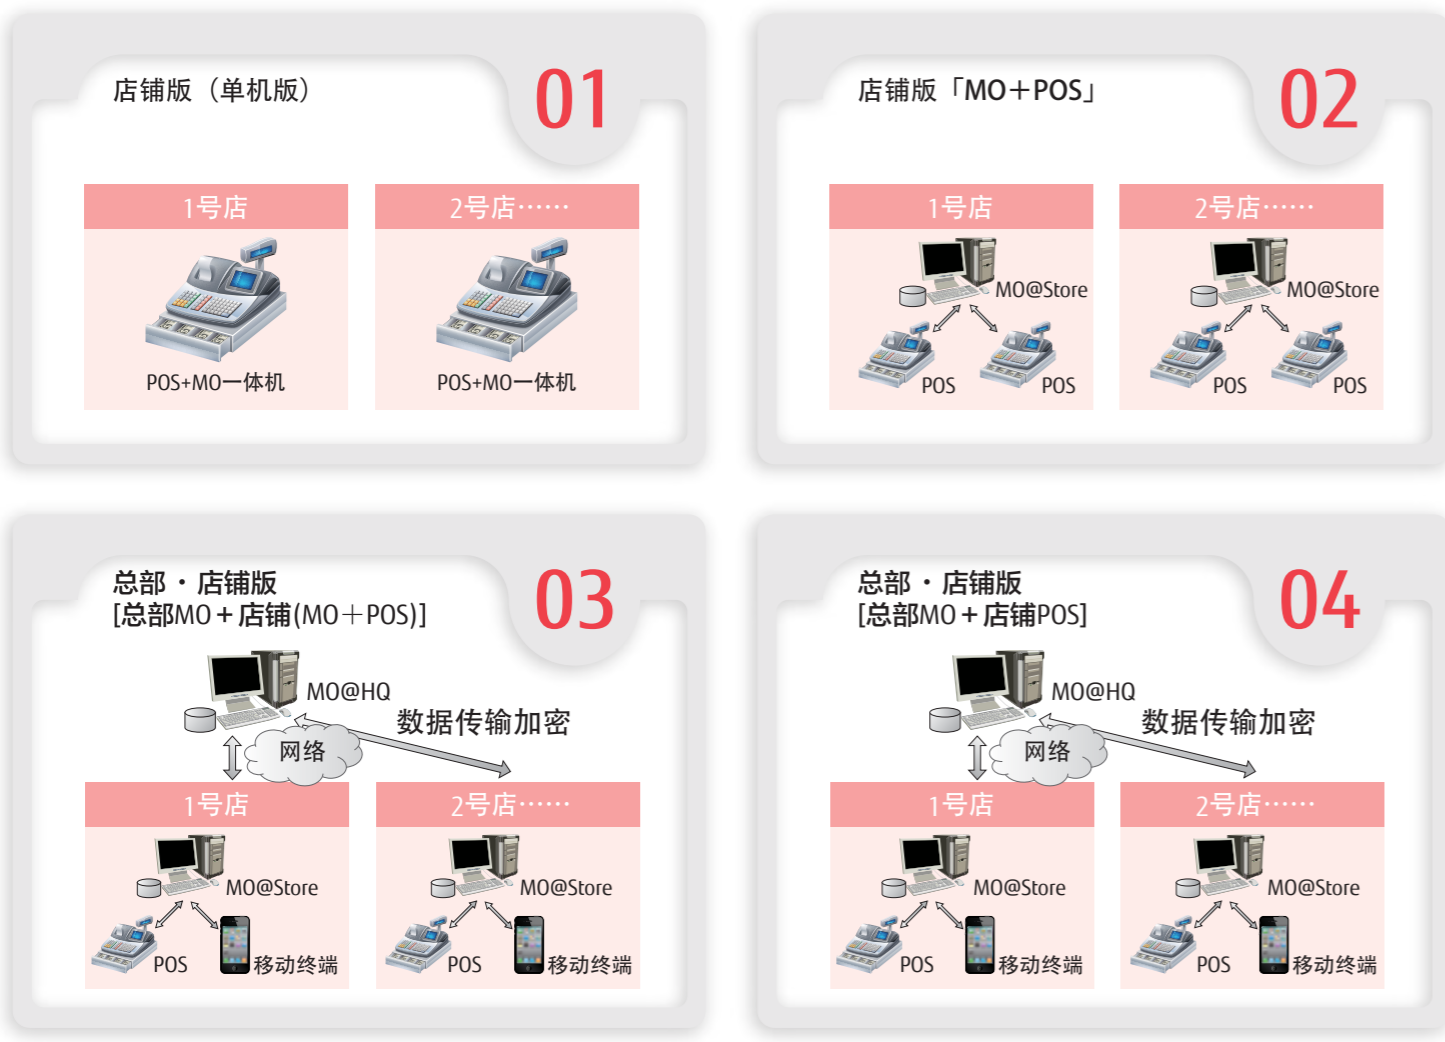 店铺版（单机版）
01
1号店
2号店……
POS+MO一体机
POS+MO一体机
店铺版「MO＋POS」
02
1号店
2号店……
MO@Store
MO@Store
POS
POS
POS
POS
总部・店铺版
[总部MO＋店铺(MO＋POS)]
03
MO@HQ
数据传输加密
网络
1号店
2号店……
MO@Store
MO@Store
POS
移动终端
POS
移动终端
总部・店铺版
[总部MO＋店铺POS]
04
MO@HQ
数据传输加密
网络
1号店
2号店……
MO@Store
MO@Store
POS
移动终端
POS
移动终端